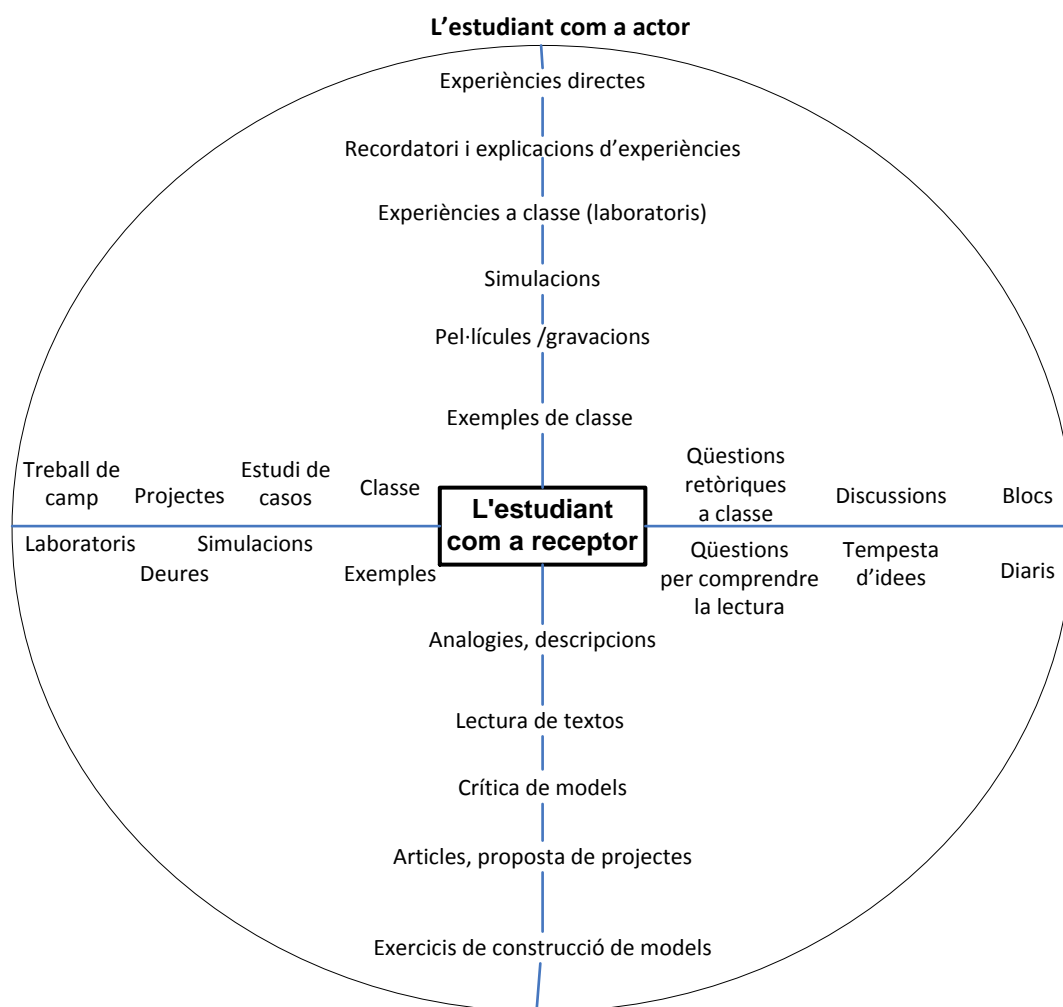 L’estudiant com a actor
Experiències directes
Recordatori i explicacions d’experiències
Experiències a classe (laboratoris)
Simulacions
Pel·lícules /gravacions
Exemples de classe
Treball de
camp
Projectes
Estudi de
casos
Classe
Qüestions
retòriques
a classe
Discussions
Blocs
L'estudiant
com a receptor
Laboratoris
Deures
Simulacions
Exemples
Qüestions
per comprendre
la lectura
Tempesta
d’idees
Diaris
Analogies, descripcions
Lectura de textos
Crítica de models
Articles, proposta de projectes
Exercicis de construcció de models